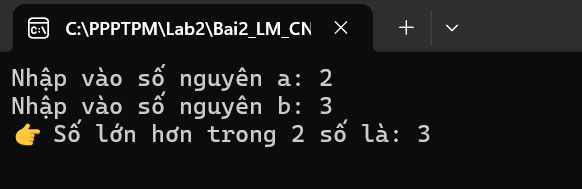 C:\PPPTPM\Lab2\Bai2_LM_CN
Nhập vào số nguyên a: 2
Nhập vào số nguyên b: 3
👉 Số lớn hơn trong 2 số là: 3